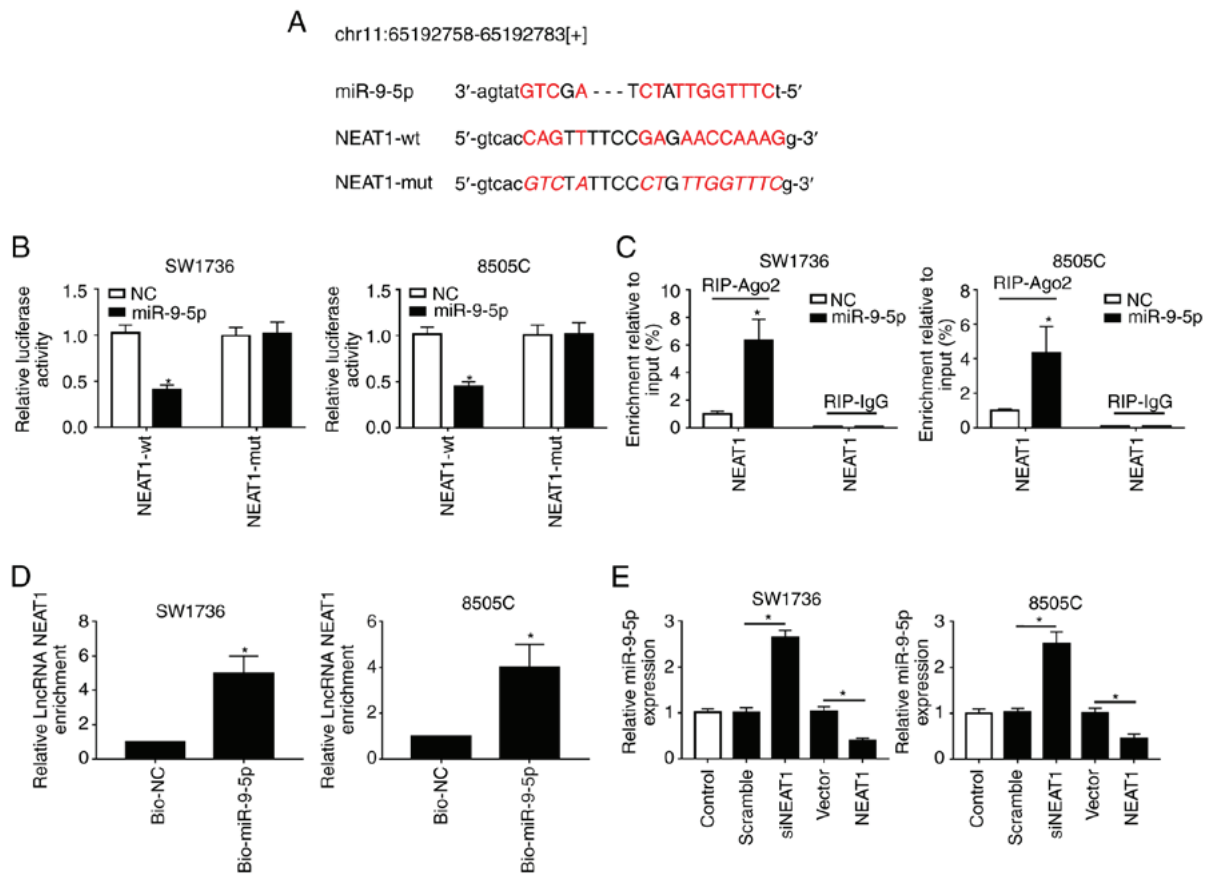 A
chr11:65192758-65192783[+]
miR-9-5p 3′-agtatGTCGA---TCTATTGGTTTCt-5′
NEAT1-wt 5′-gtcacCAGTTTTCCGAGAACCAAAGg-3′
NEAT1-mut 5′-gtcacGTCTATTCCCTGTTGGTTTCg-3′
B
SW1736
NC
miR-9-5p
Relative luciferase activity
1.5
1.0
0.5
0.0
*
NEAT1-wt
NEAT1-mut
8505C
NC
miR-9-5p
Relative luciferase activity
1.5
1.0
0.5
0.0
*
NEAT1-wt
NEAT1-mut
C
SW1736
RIP-Ago2
NC
miR-9-5p
Enrichment relative to input (%)
10
8
6
4
2
0
*
RIP-IgG
NEAT1
NEAT1
8505C
RIP-Ago2
NC
miR-9-5p
Enrichment relative to input (%)
8
6
4
2
0
*
RIP-IgG
NEAT1
NEAT1
D
SW1736
Relative LncRNA NEAT1 enrichment
8
6
4
2
0
*
Bio-NC
Bio-miR-9-5p
8505C
Relative LncRNA NEAT1 enrichment
6
4
2
0
*
Bio-NC
Bio-miR-9-5p
E
SW1736
Relative miR-9-5p expression
3
2
1
0
*
*
Control
Scramble
siNEAT1
Vector
NEAT1
8505C
Relative miR-9-5p expression
3
2
1
0
*
*
Control
Scramble
siNEAT1
Vector
NEAT1